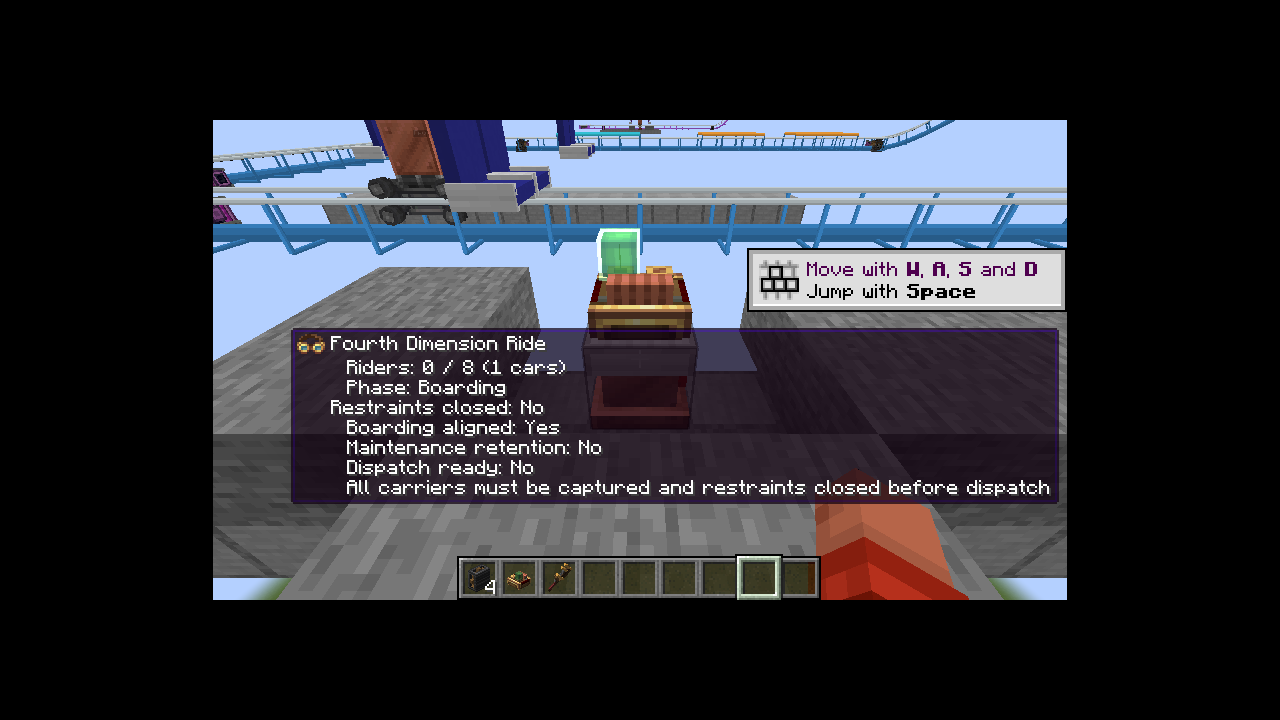 Move with W, A, S and D
Jump with Space
Fourth Dimension Ride
Riders: 0 / 8 (1 cars)
Phase: Boarding
Restraints closed: No
Boarding aligned: Yes
Maintenance retention: No
Dispatch ready: No
All carriers must be captured and restraints closed before dispatch
4